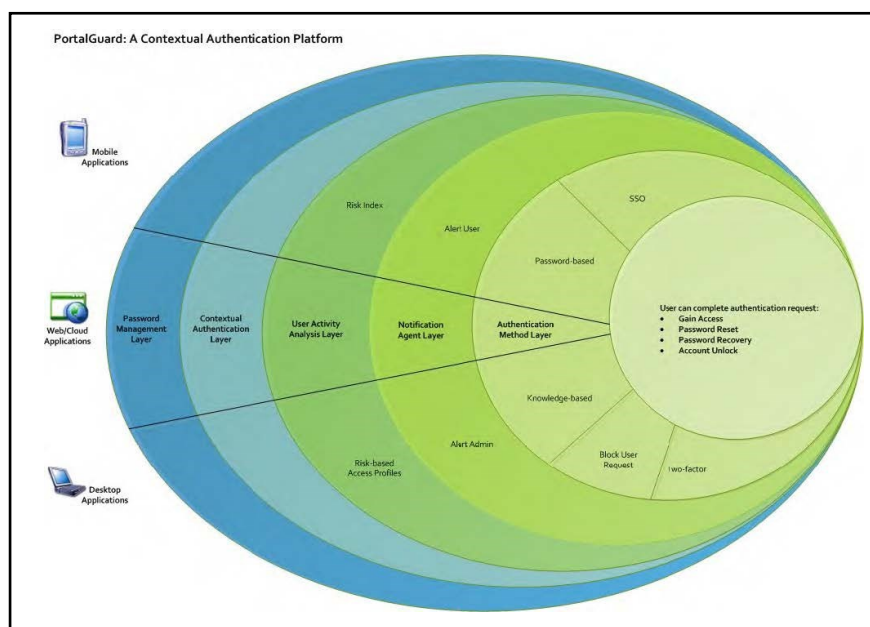 PortalGuard: A Contextual Authentication Platform
Mobile
Applications
Web/Cloud
Applications
Desktop
Applications
Password
Management
Layer
Contextual
Authentication
Layer
Risk Index
User Activity
Analysis Layer
Risk-based
Access Profiles
Alert User
Notification
Agent Layer
Alert Admin
SSO
Password-based
Authentication
Method Layer
Knowledge-based
Block User
Request
Two-factor
User can complete authentication request:
• Gain Access
• Password Reset
• Password Recovery
• Account Unlock